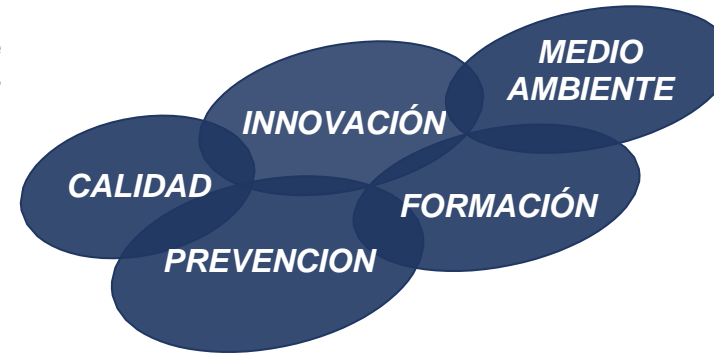 MEDIO
AMBIENTE
INNOVACIÓN
CALIDAD
FORMACIÓN
PREVENCION